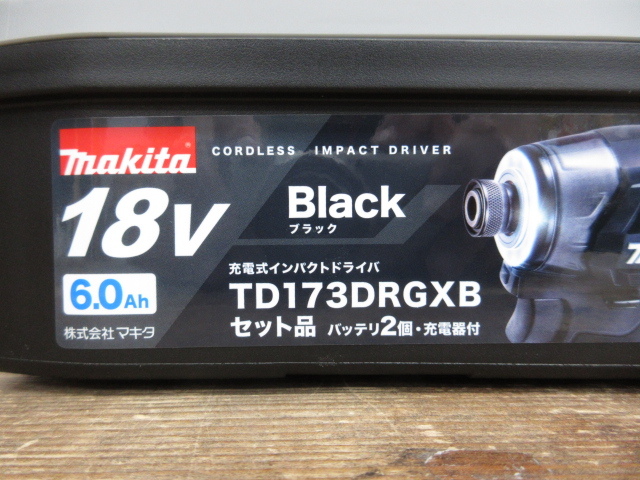 makita
CORDLESS IMPACT DRIVER
18V
Black
ブラック
6.0Ah
充電式インパクトドライバ
TD173DRGXB
株式会社マキタ
セット品 バッテリ2個・充電器付